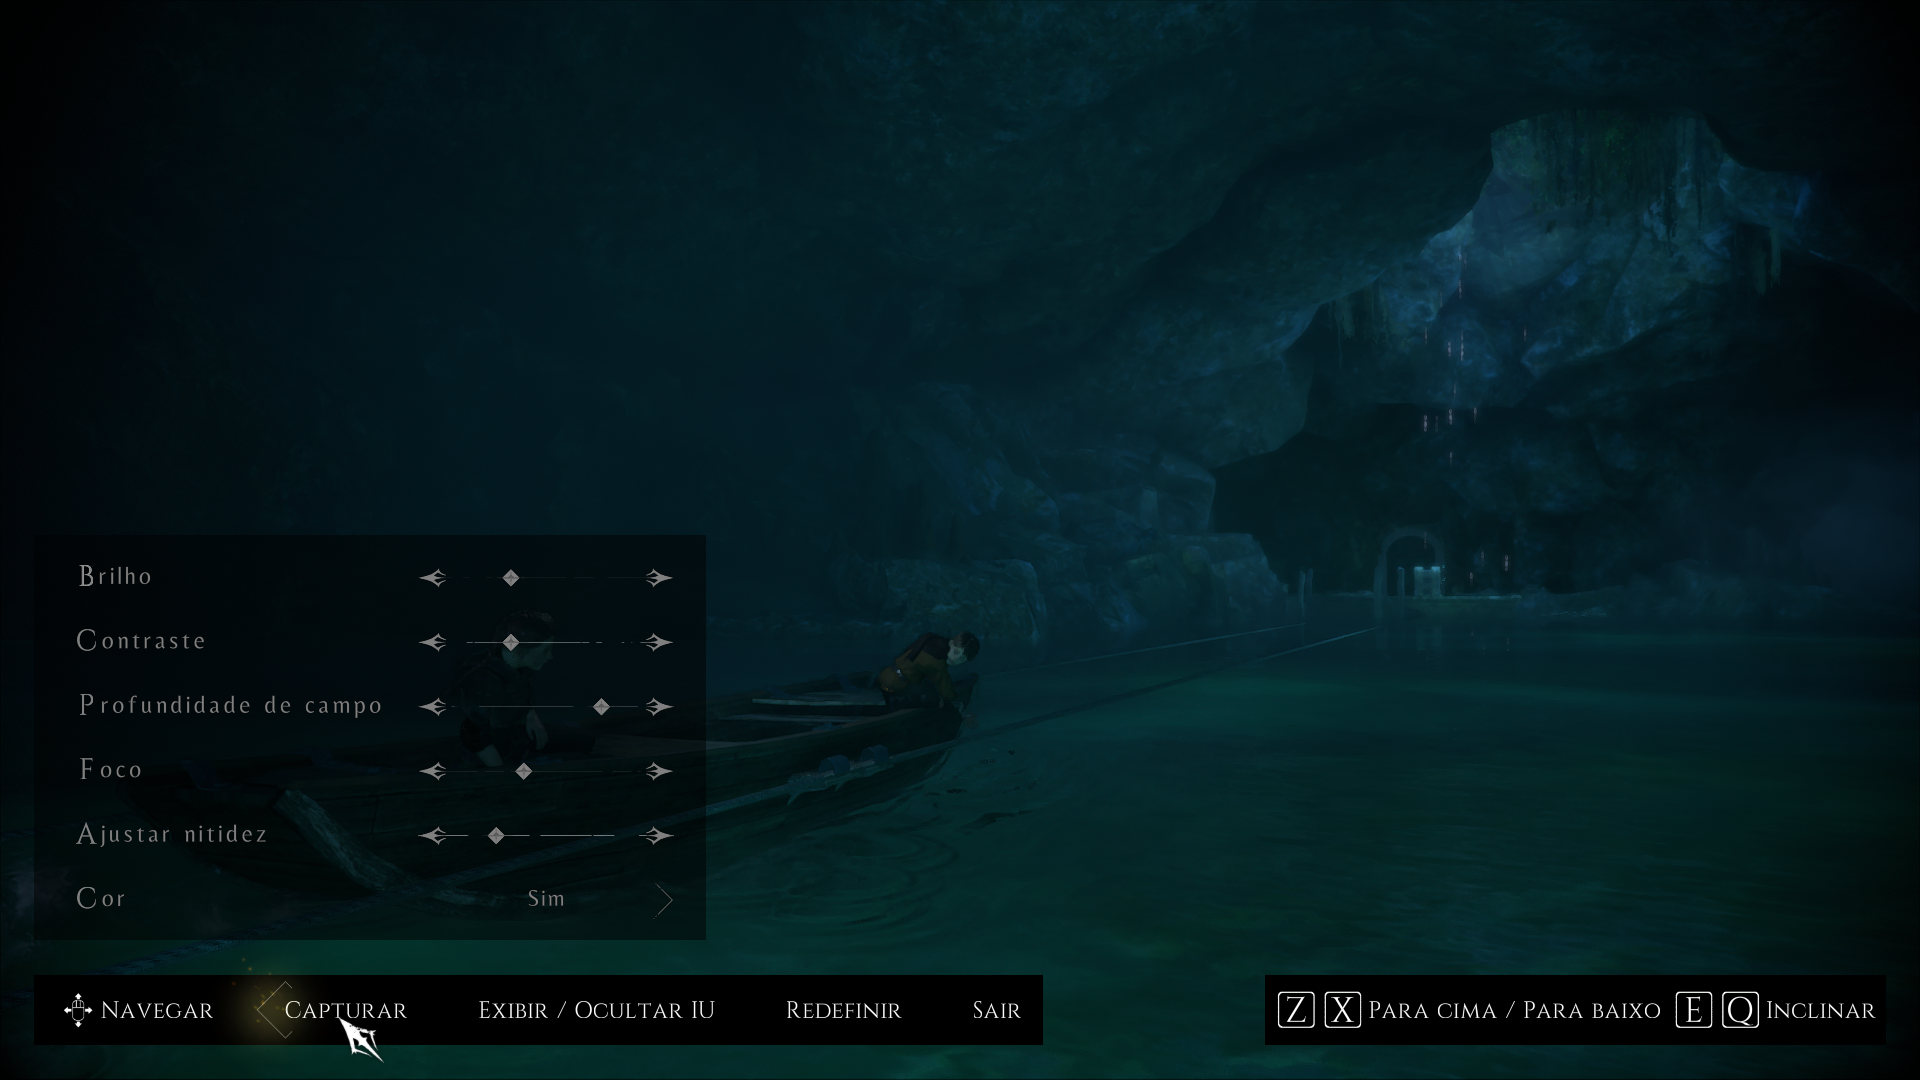 Brilho
Contraste
Profundidade de campo
Foco
Ajustar nitidez
Cor Sim
Navegar Capturar Exibir / Ocultar IU Redefinir Sair Z X Para cima / Para baixo E Q Inclinar